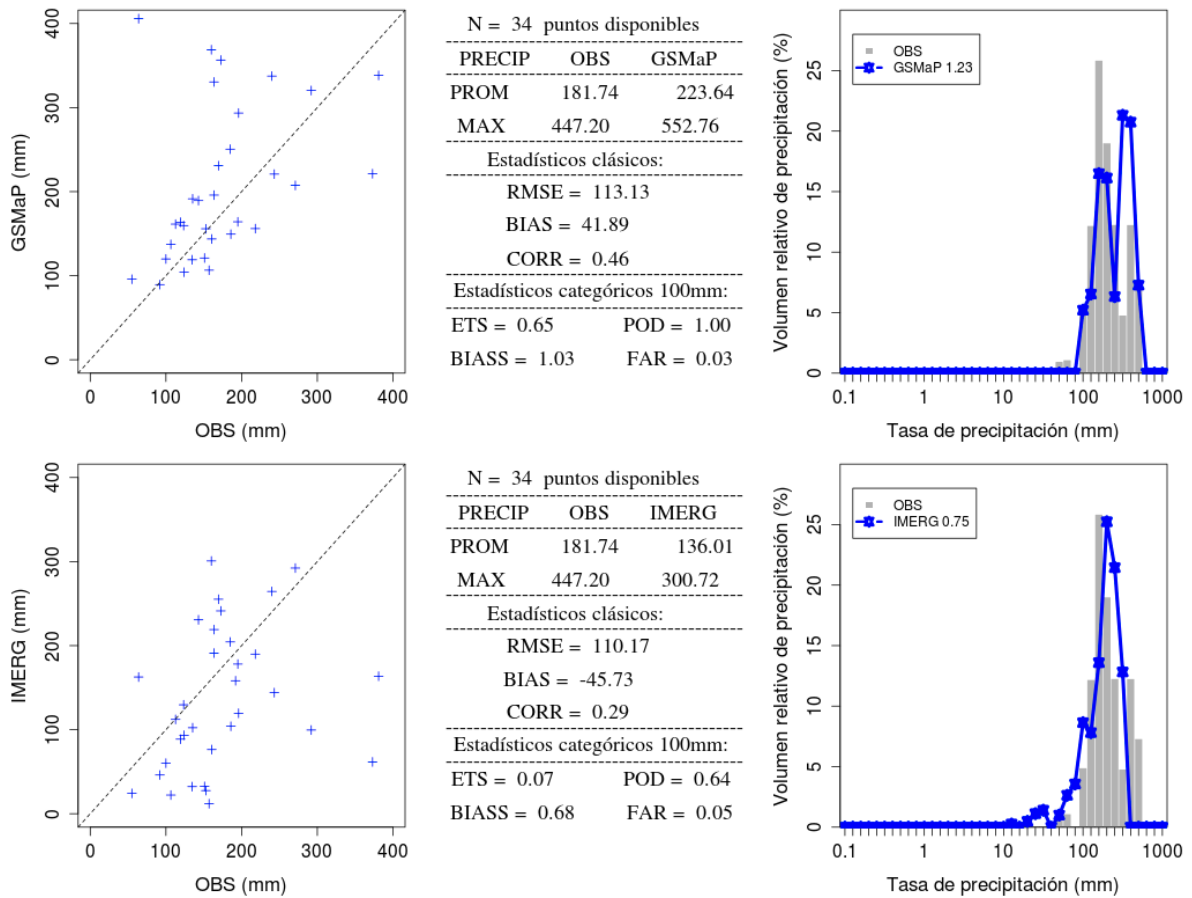 GSMaP (mm)
0 100 200 300 400
0 100 200 300 400
OBS (mm)
N = 34 puntos disponibles
PRECIP OBS GSMaP
PROM 181.74 223.64
MAX 447.20 552.76
Estadísticos clásicos:
RMSE = 113.13
BIAS = 41.89
CORR = 0.46
Estadísticos categóricos 100mm:
ETS = 0.65 POD = 1.00
BIASS = 1.03 FAR = 0.03
Volumen relativo de precipitación (%)
0 5 10 15 20 25
OBS
GSMaP 1.23
0.1 1 10 100 1000
Tasa de precipitación (mm)
IMERG (mm)
0 100 200 300 400
0 100 200 300 400
OBS (mm)
N = 34 puntos disponibles
PRECIP OBS IMERG
PROM 181.74 136.01
MAX 447.20 300.72
Estadísticos clásicos:
RMSE = 110.17
BIAS = -45.73
CORR = 0.29
Estadísticos categóricos 100mm:
ETS = 0.07 POD = 0.64
BIASS = 0.68 FAR = 0.05
Volumen relativo de precipitación (%)
0 5 10 15 20 25
OBS
IMERG 0.75
0.1 1 10 100 1000
Tasa de precipitación (mm)